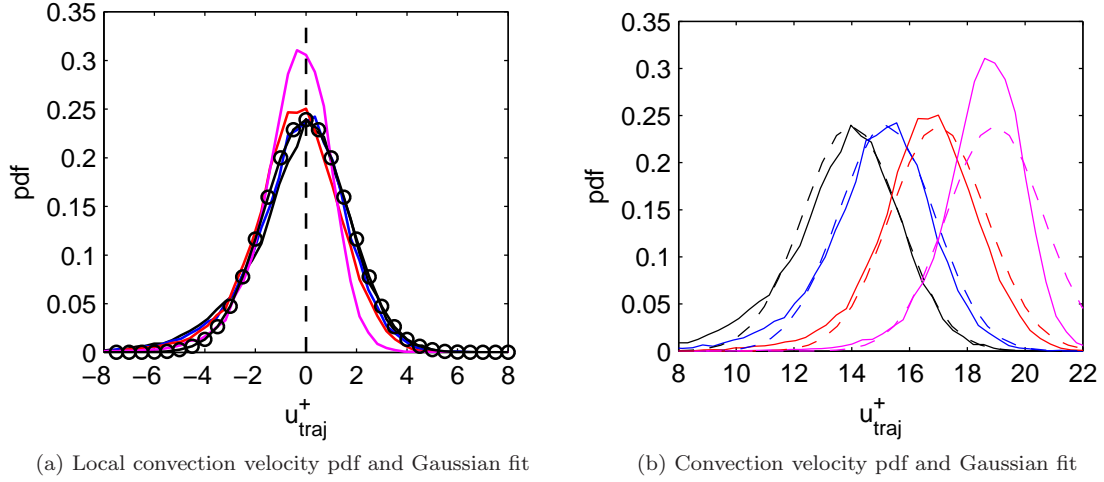 0.35
0.3
0.25
0.2
0.15
0.1
0.05
0
pdf
−8 −6 −4 −2 0 2 4 6 8
u⁺traj
(a) Local convection velocity pdf and Gaussian fit
0.35
0.3
0.25
0.2
0.15
0.1
0.05
0
pdf
8 10 12 14 16 18 20 22
u⁺traj
(b) Convection velocity pdf and Gaussian fit